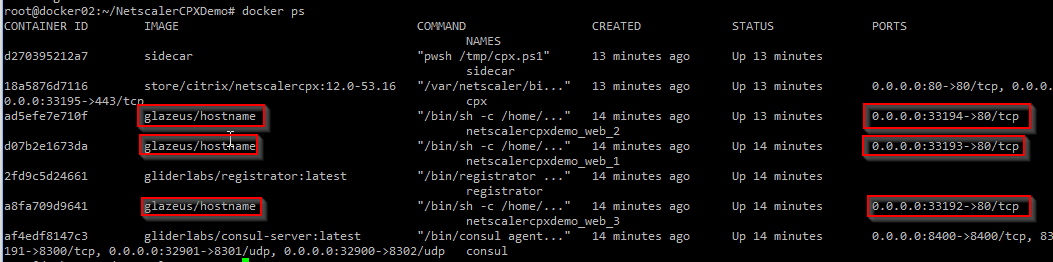 root@docker02:~/NetscalerCPXDemo# docker ps
CONTAINER ID IMAGE COMMAND CREATED STATUS PORTS
NAMES
d270395212a7 sidecar "pwsh /tmp/cpx.ps1" 13 minutes ago Up 13 minutes
sidecar
18a5876d7116 store/citrix/netscalercpx:12.0-53.16 "/var/netscaler/bi..." 13 minutes ago Up 13 minutes 0.0.0.0:80->80/tcp, 0.0.0.
0.0.0.0:33195->443/tcp cpx
ad5efe7e710f glazeus/hostname "/bin/sh -c /home/..." 14 minutes ago Up 14 minutes 0.0.0.0:33194->80/tcp
netscalercpxdemo_web_2
d07b2e1673da glazeus/hostname "/bin/sh -c /home/..." 14 minutes ago Up 14 minutes 0.0.0.0:33193->80/tcp
netscalercpxdemo_web_1
2fd9c5d24661 gliderlabs/registrator:latest "/bin/registrator ..." 14 minutes ago Up 14 minutes
registrator
a8fa709d9641 glazeus/hostname "/bin/sh -c /home/..." 14 minutes ago Up 14 minutes 0.0.0.0:33192->80/tcp
netscalercpxdemo_web_3
af4edf8147c3 gliderlabs/consul-server:latest "/bin/consul agent..." 14 minutes ago Up 14 minutes 0.0.0.0:8400->8400/tcp, 83
191->8300/tcp, 0.0.0.0:32901->8301/udp, 0.0.0.0:32900->8302/udp consul